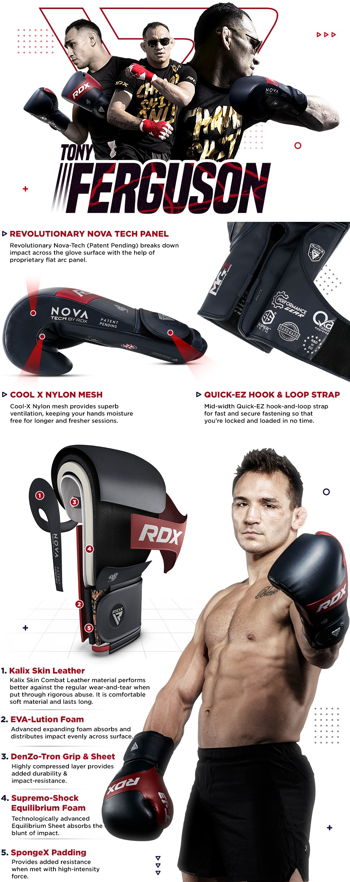 RDX
TONY
FERGUSON
REVOLUTIONARY NOVA TECH PANEL
Revolutionary Nova-Tech (Patent Pending) breaks down
impact across the glove surface with the help of
proprietary flat arc panel.
NOVA
TECH BY RDX
PATENT
PENDING
COOL X NYLON MESH
Cool-X Nylon mesh provides superb
ventilation, keeping your hands moisture
free for longer and fresher sessions.
QUICK-EZ HOOK & LOOP STRAP
Mid-width Quick-EZ hook-and-loop strap
for fast and secure fastening so that
you're locked and loaded in no time.
1
3
4
RDX
2
5
RDX
1. Kalix Skin Leather
Kalix Skin Combat Leather material performs
better against the regular wear-and-tear when
put through rigorous abuse. It is comfortable
soft material and lasts long.
2. EVA-Lution Foam
Advanced expanding foam absorbs and
distributes impact evenly across surface.
3. DenZo-Tron Grip & Sheet
Highly compressed layer provides
added durability &
impact-resistance.
4. Supremo-Shock
Equilibrium Foam
Technologically advanced
Equilibrium Sheet absorbs the
blunt of impact.
RDX
5. SpongeX Padding
Provides added resistance
when met with high-intensity
force.